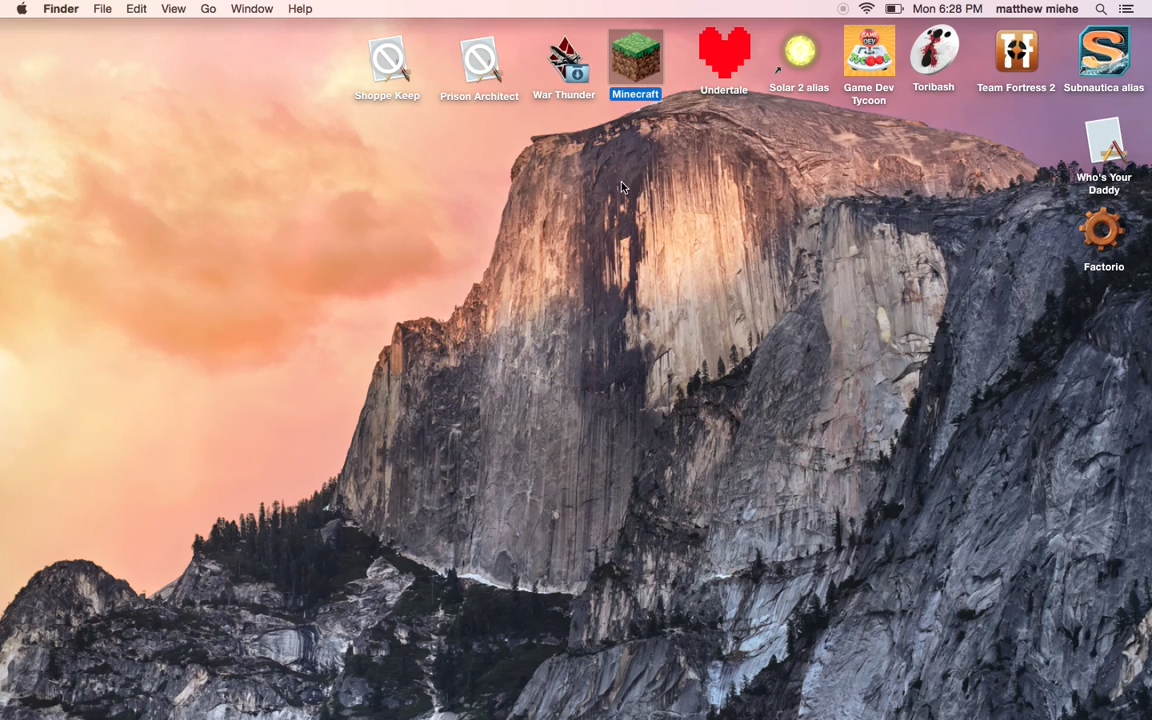 Finder File Edit View Go Window Help Mon 6:28 PM matthew miehe
Shoppe Keep
Prison Architect
War Thunder
Minecraft
Undertale
Solar 2 alias
Game Dev
Tycoon
Toribash
Team Fortress 2
Subnautica alias
Who's Your
Daddy
Factorio